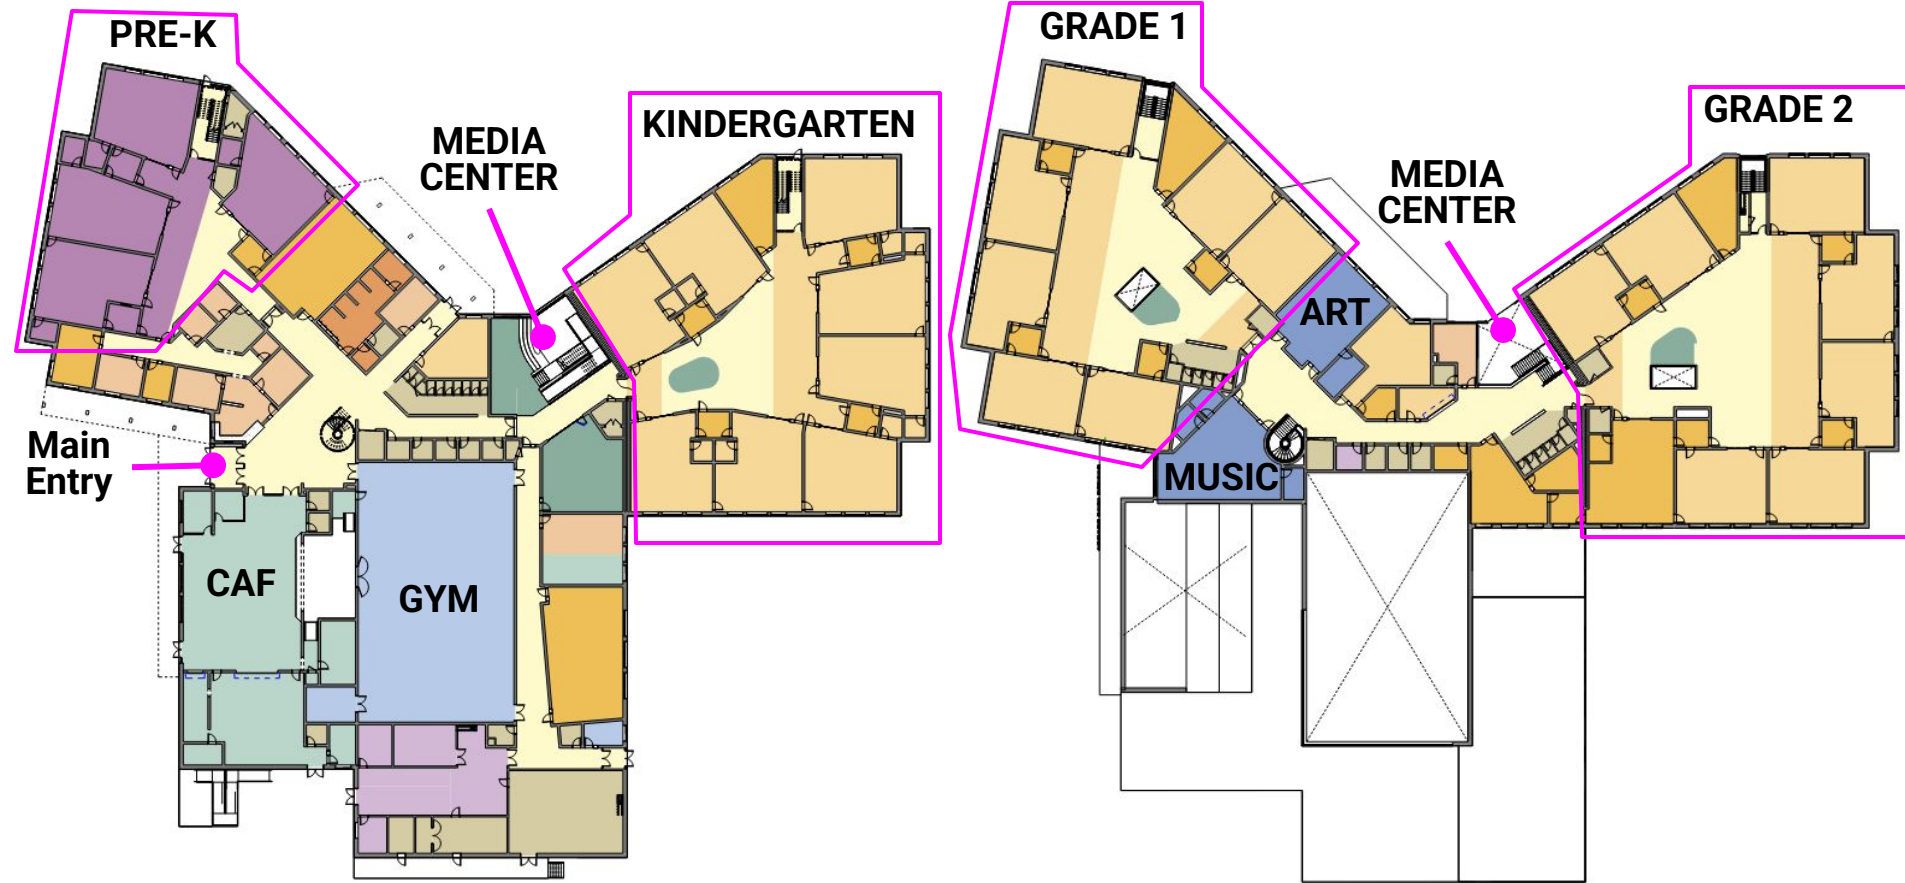 PRE-K
MEDIA
CENTER
KINDERGARTEN
Main
Entry
CAF
GYM
GRADE 1
GRADE 2
MEDIA
CENTER
ART
MUSIC